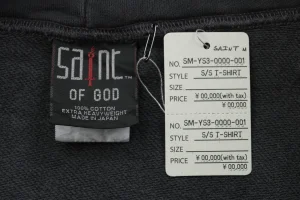 saint
TM
OF GOD
100% COTTON
EXTRA HEAVYWEIGHT
MADE IN JAPAN
SAINT M
NO. SM-YS3-0000-001
STYLE S/S T-SHIRT
SIZE
PRICE ¥00,000(with tax)
¥00,000
NO. SM-YS3-0000-001
STYLE S/S T-SHIRT
SIZE
PRICE ¥00,000(with tax)
¥00,000